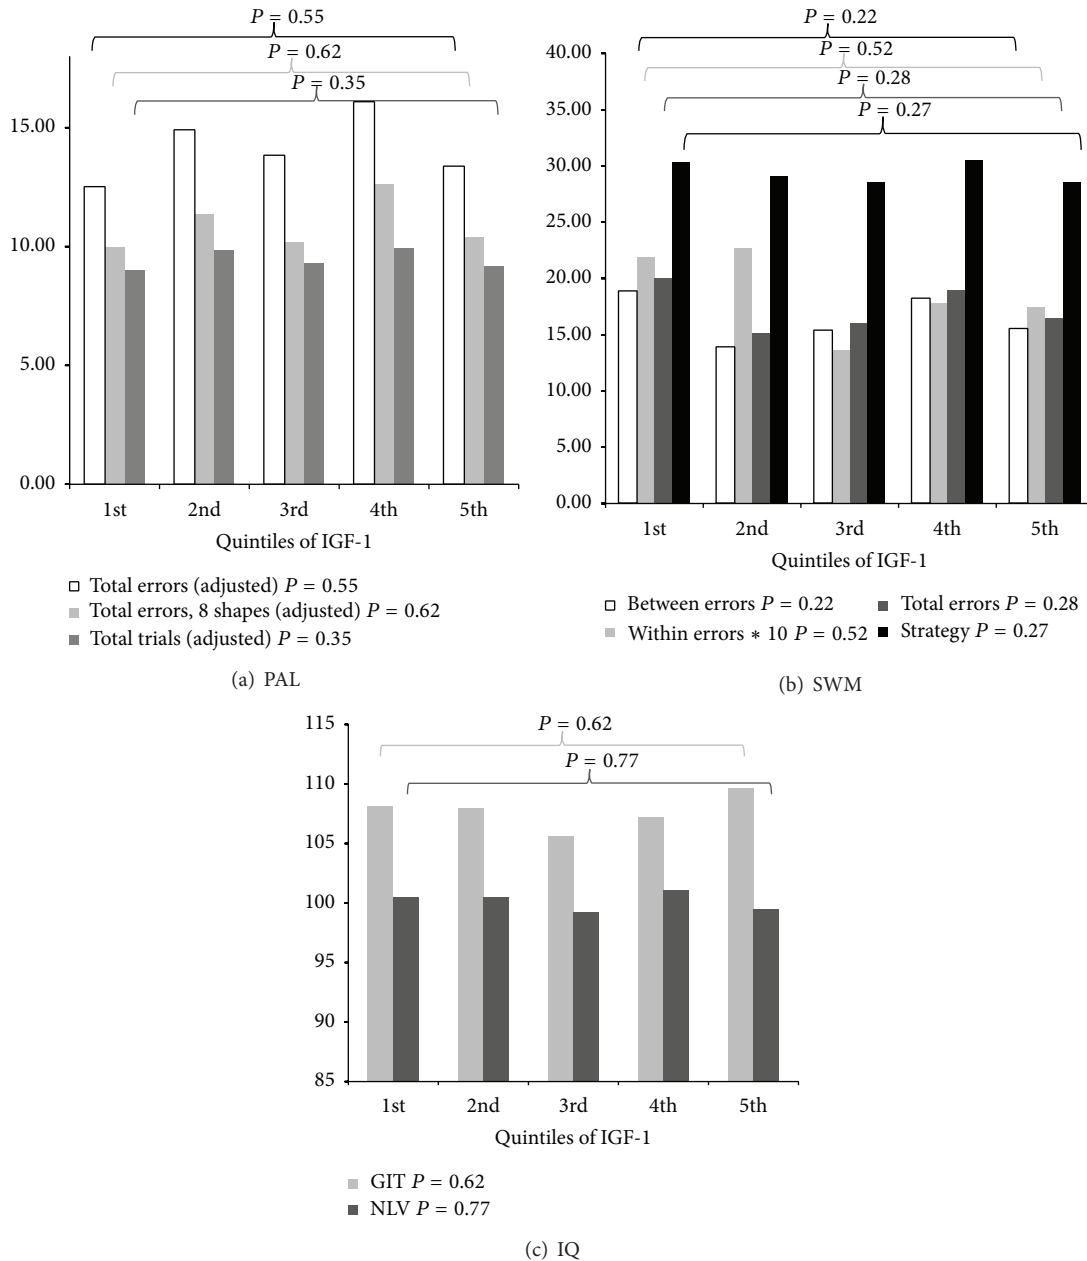 P = 0.55
P = 0.62
P = 0.35
15.00
10.00
5.00
0.00
1st 2nd 3rd 4th 5th
Quintiles of IGF-1
Total errors (adjusted) P = 0.55
Total errors, 8 shapes (adjusted) P = 0.62
Total trials (adjusted) P = 0.35
(a) PAL
P = 0.22
P = 0.52
P = 0.28
P = 0.27
40.00
35.00
30.00
25.00
20.00
15.00
10.00
5.00
0.00
1st 2nd 3rd 4th 5th
Quintiles of IGF-1
Between errors P = 0.22
Within errors ∗ 10 P = 0.52
Total errors P = 0.28
Strategy P = 0.27
(b) SWM
P = 0.62
P = 0.77
115
110
105
100
95
90
85
1st 2nd 3rd 4th 5th
Quintiles of IGF-1
GIT P = 0.62
NLV P = 0.77
(c) IQ